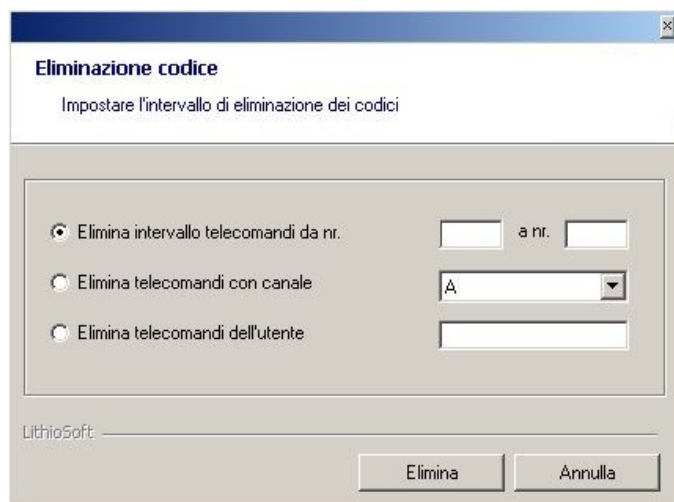 Eliminazione codice
Impostare l'intervallo di eliminazione dei codici
Elimina intervallo telecomandi da nr. a nr.
Elimina telecomandi con canale A
Elimina telecomandi dell'utente
LithioSoft
Elimina Annulla